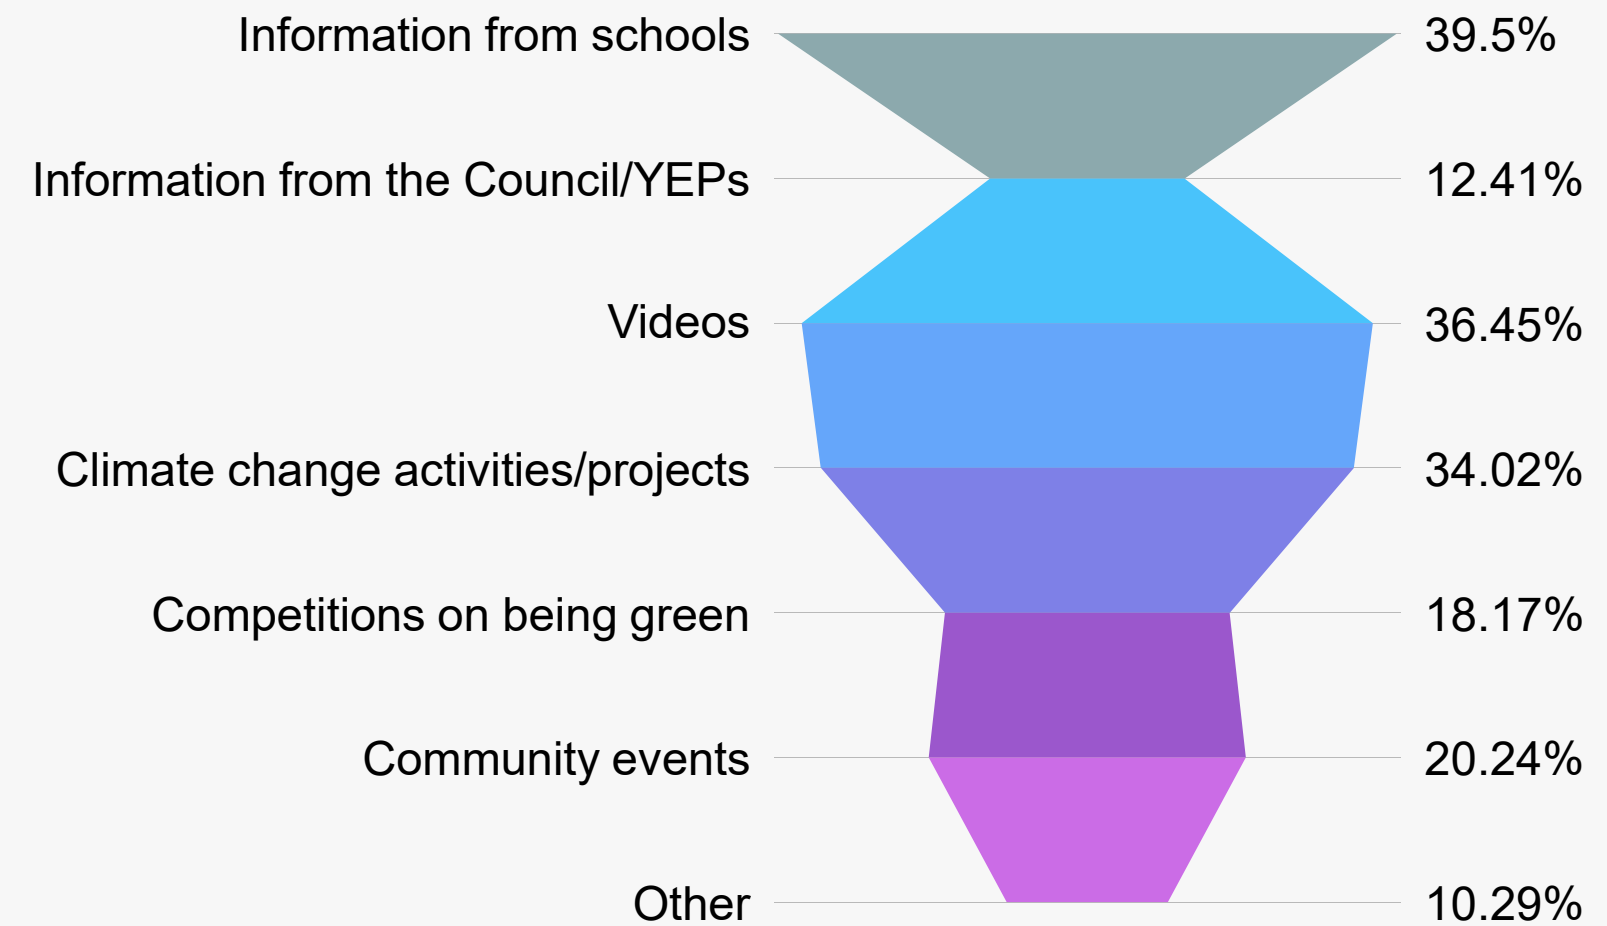 Information from schools 39.5%
Information from the Council/YEPs 12.41%
Videos 36.45%
Climate change activities/projects 34.02%
Competitions on being green 18.17%
Community events 20.24%
Other 10.29%